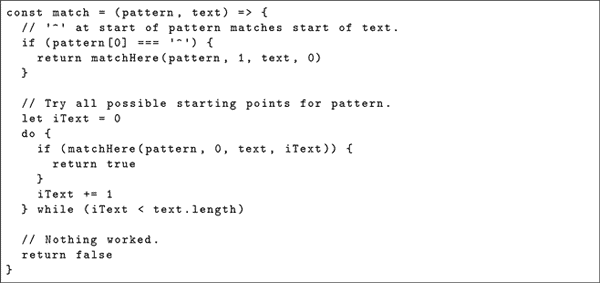 const match = (pattern, text) => {
  // '^' at start of pattern matches start of text.
  if (pattern[0] === '^') {
    return matchHere(pattern, 1, text, 0)
  }

  // Try all possible starting points for pattern.
  let iText = 0
  do {
    if (matchHere(pattern, 0, text, iText)) {
      return true
    }
    iText += 1
  } while (iText < text.length)

  // Nothing worked.
  return false
}